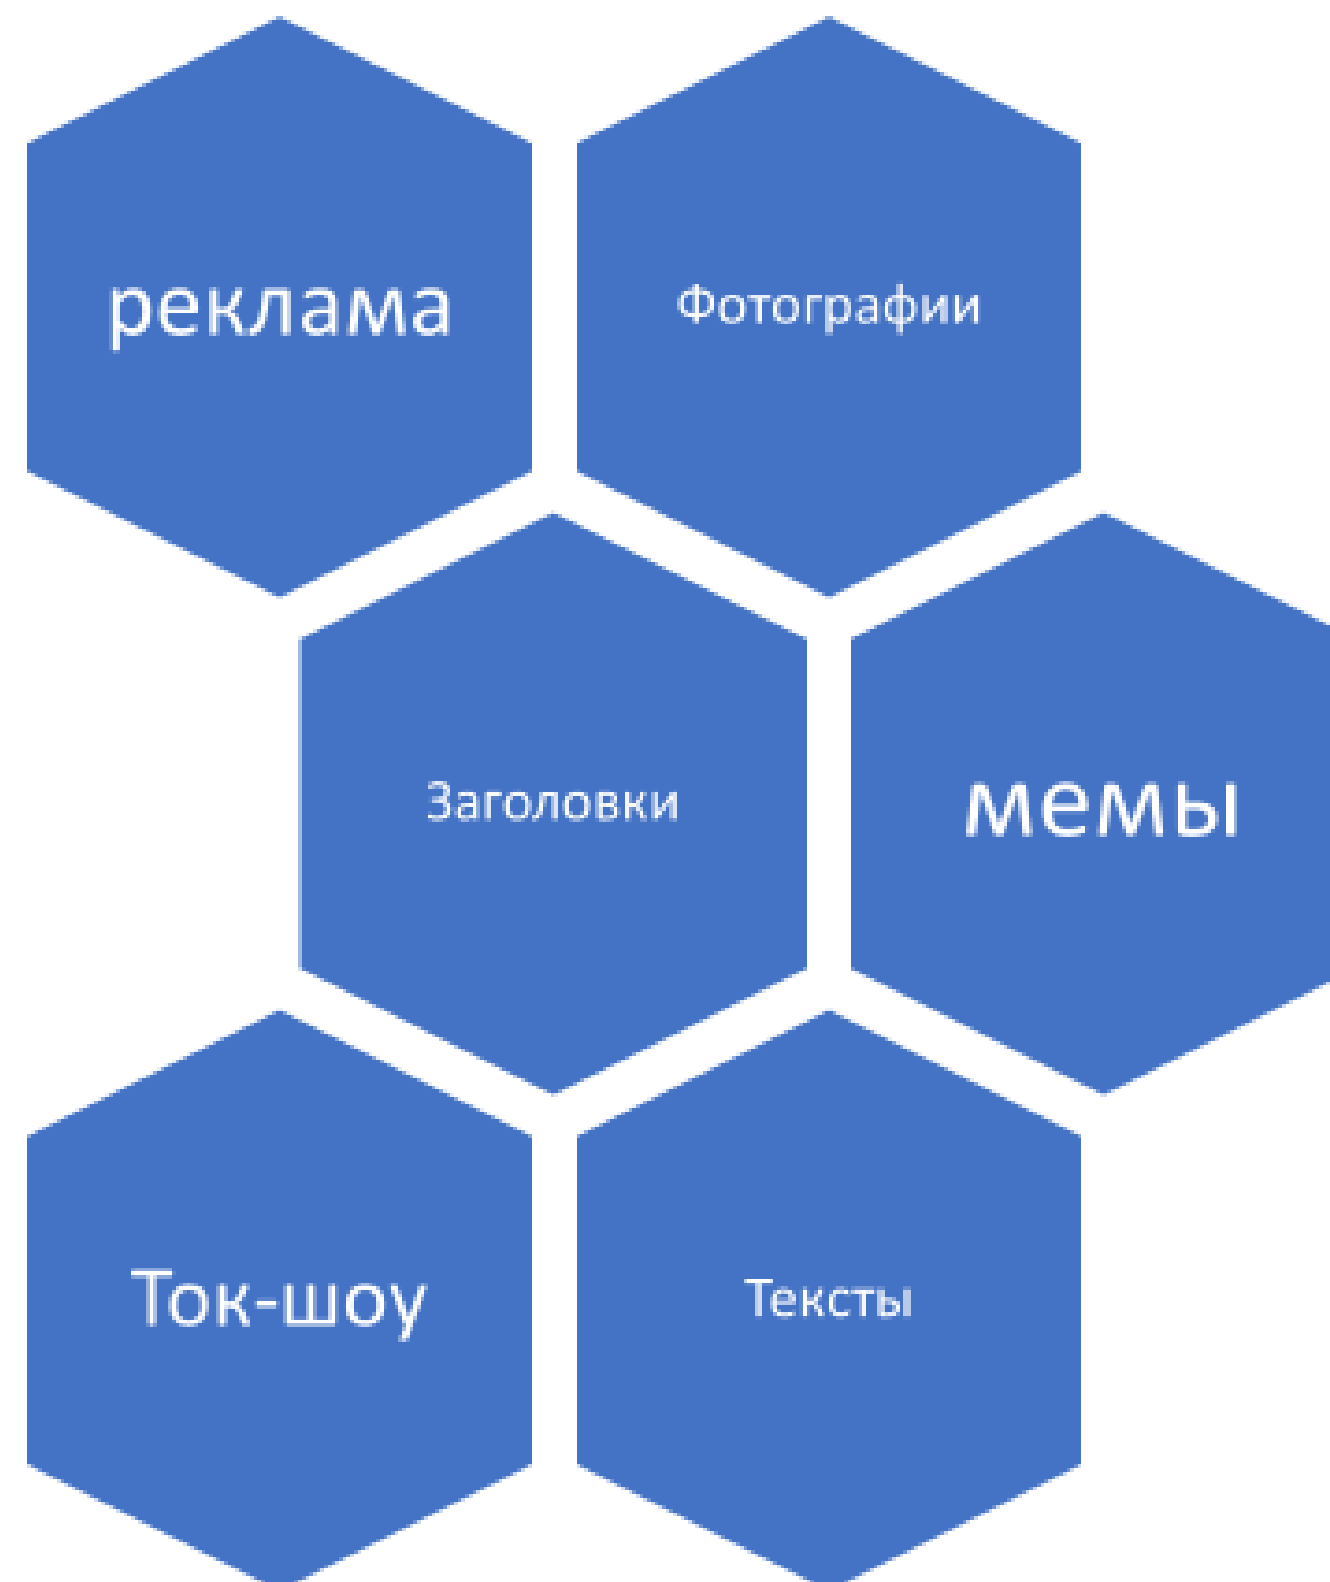 реклама
Фотографии
Заголовки
мемы
Ток-шоу
Тексты